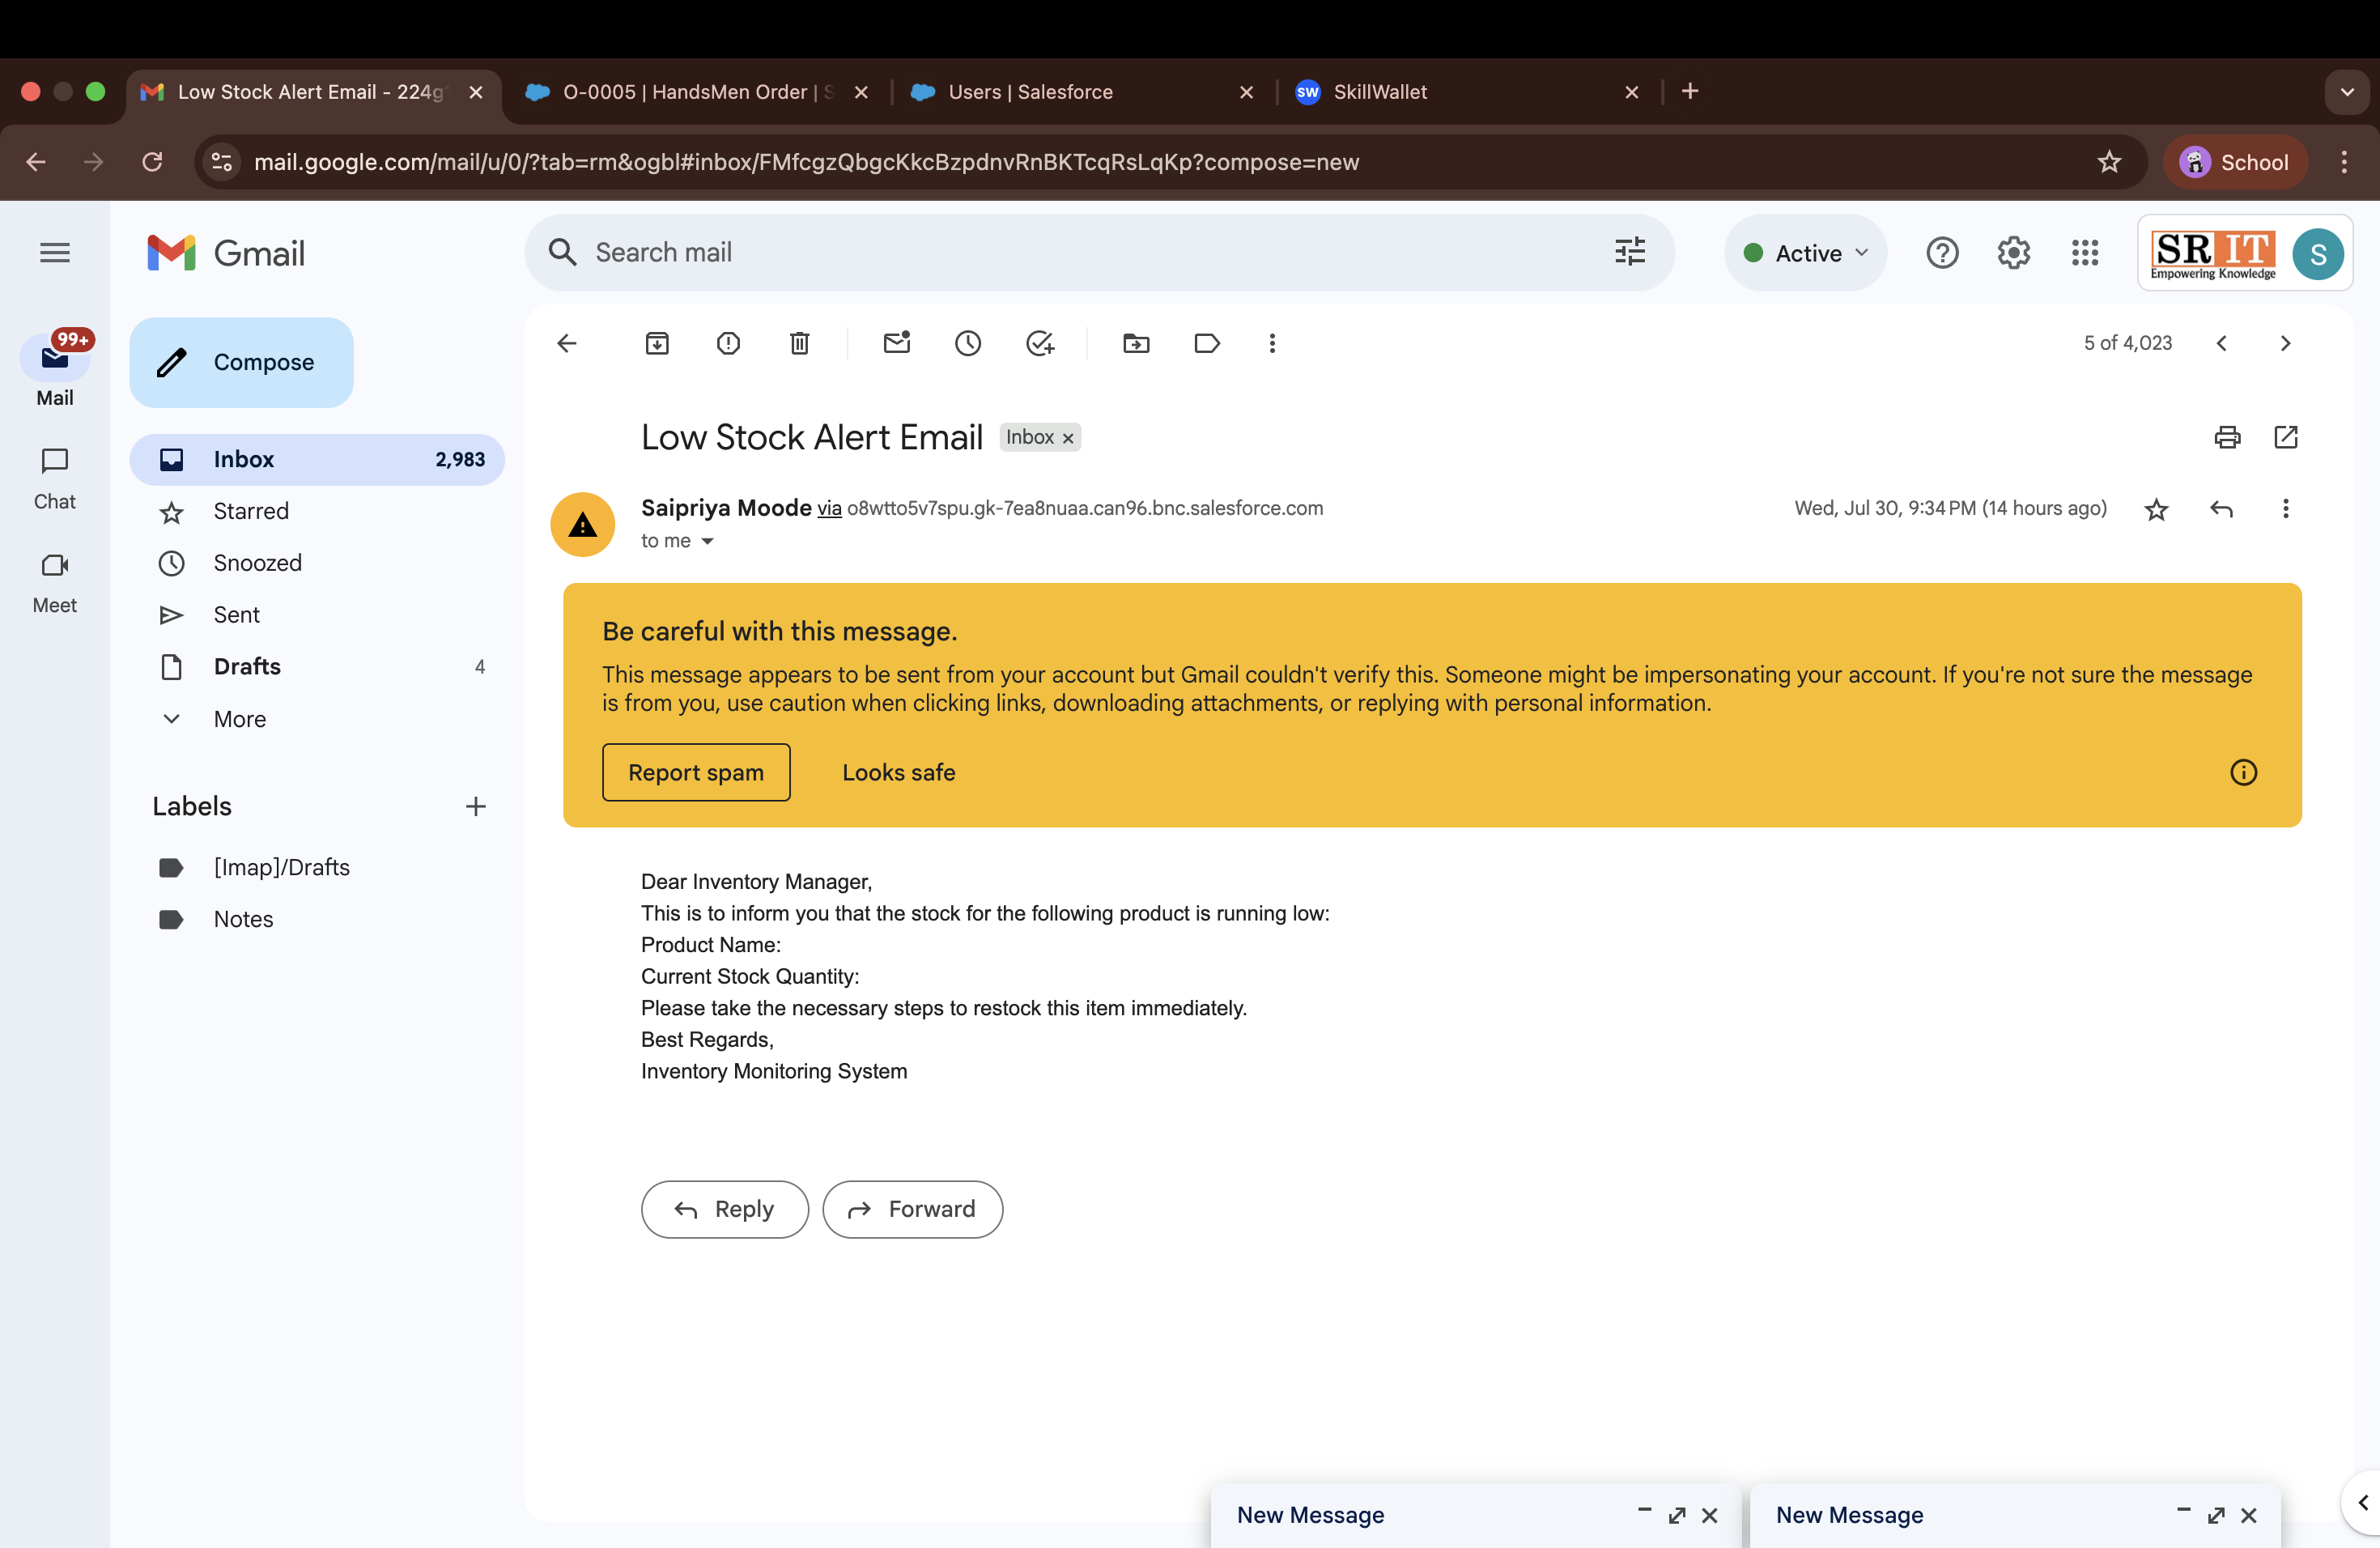 Low Stock Alert Email - 224g
O-0005 | HandsMen Order | S
Users | Salesforce
SW SkillWallet
mail.google.com/mail/u/0/?tab=rm&ogbl#inbox/FMfcgzQbgcKkcBzpdnvRnBKTcqRsLqKp?compose=new
School
Gmail
Search mail
Active
SR IT
Empowering Knowledge
S
99+
Mail
Chat
Meet
Compose
Inbox 2,983
Starred
Snoozed
Sent
Drafts 4
More
Labels
[Imap]/Drafts
Notes
5 of 4,023
Low Stock Alert Email Inbox x
Saipriya Moode via o8wtto5v7spu.gk-7ea8nuaa.can96.bnc.salesforce.com
Wed, Jul 30, 9:34 PM (14 hours ago)
to me
Be careful with this message.
This message appears to be sent from your account but Gmail couldn't verify this. Someone might be impersonating your account. If you're not sure the message
is from you, use caution when clicking links, downloading attachments, or replying with personal information.
Report spam Looks safe
Dear Inventory Manager,
This is to inform you that the stock for the following product is running low:
Product Name:
Current Stock Quantity:
Please take the necessary steps to restock this item immediately.
Best Regards,
Inventory Monitoring System
Reply Forward
New Message
New Message